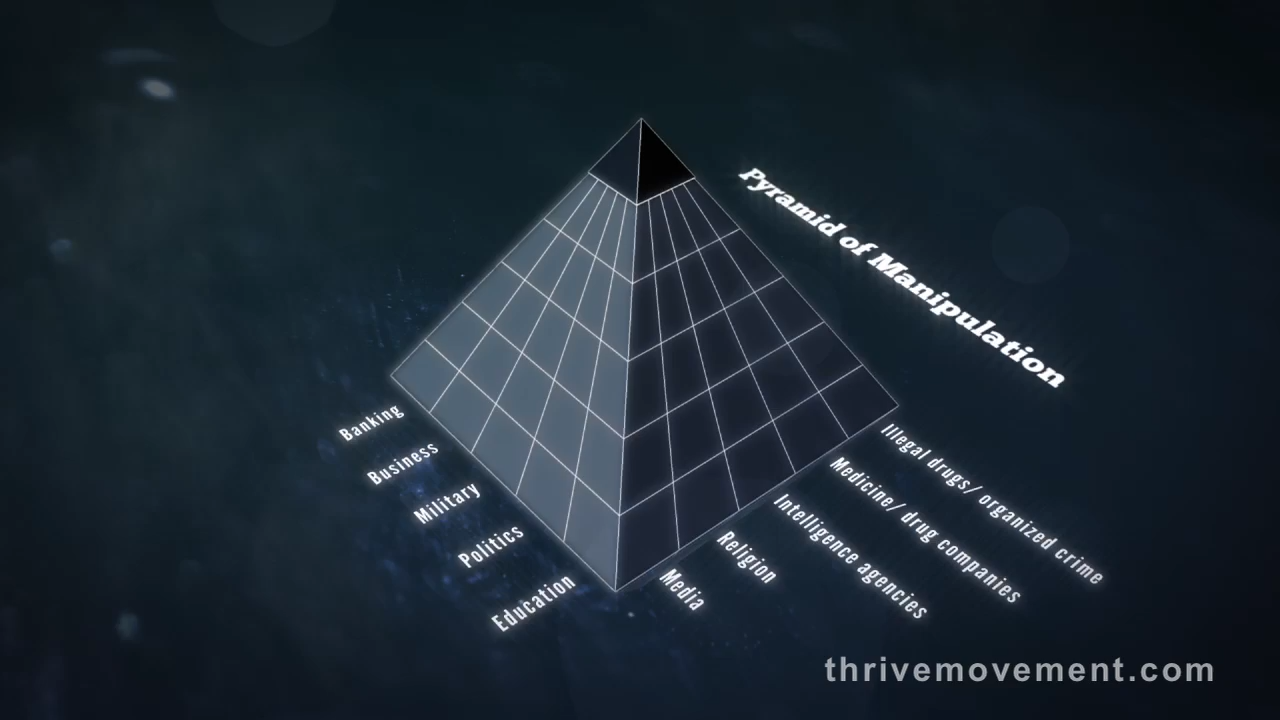 Pyramid of Manipulation
Banking
Business
Military
Politics
Education
Media
Religion
Intelligence agencies
Medicine/ drug companies
Illegal drugs/ organized crime
thrivemovement.com